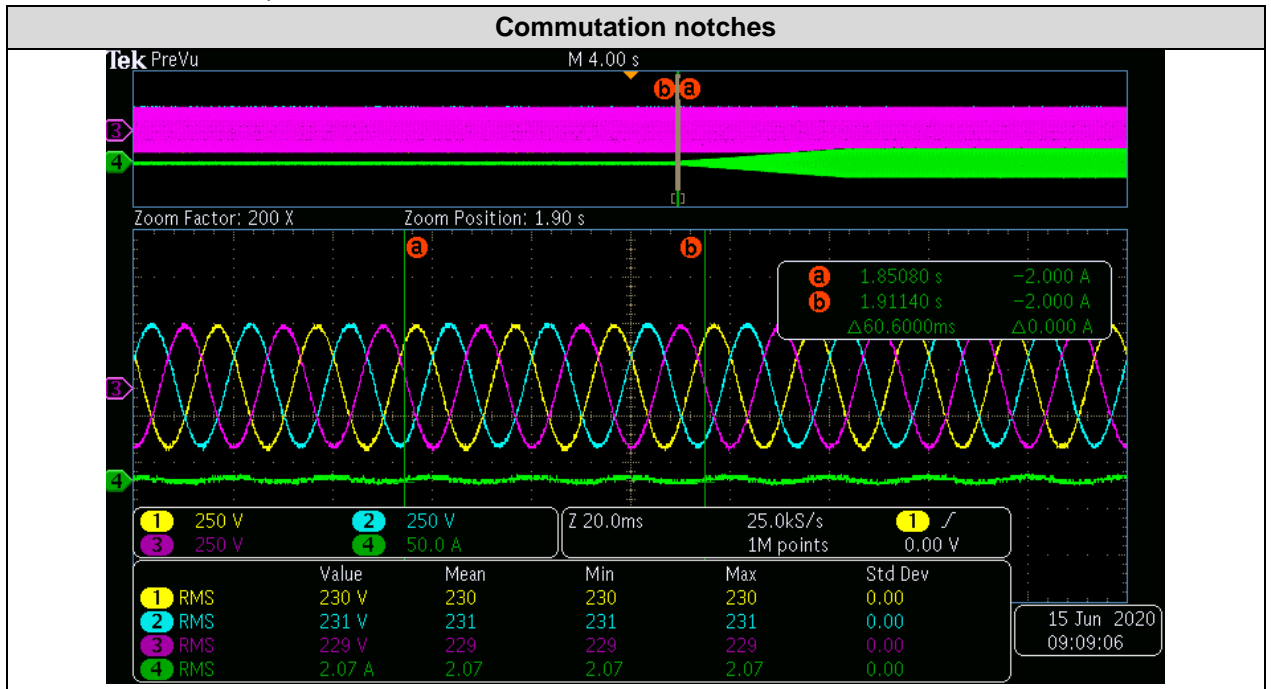 Commutation notches
Tek PreVu M 4.00 s
b a
3
4
Zoom Factor: 200 X Zoom Position: 1.90 s
a b
a 1.85080 s −2.000 A
b 1.91140 s −2.000 A
Δ60.6000ms Δ0.000 A
3
4
1 250 V 2 250 V Z 20.0ms 25.0kS/s 1
3 250 V 4 50.0 A 1M points 0.00 V
Value Mean Min Max Std Dev
1 RMS 230 V 230 230 230 0.00
2 RMS 231 V 231 231 231 0.00
3 RMS 229 V 229 229 229 0.00
4 RMS 2.07 A 2.07 2.07 2.07 0.00
15 Jun 2020
09:09:06